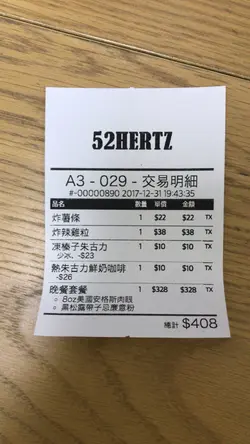 52HERTZ
A3 - 029 - 交易明細
#-00000890 2017-12-31 19:43:35
品名 數量 單價 金額
炸薯條 1 $22 $22 TX
炸辣雞粒 1 $38 $38 TX
凍榛子朱古力 1 $10 $10 TX
少冰、-$23
熱朱古力鮮奶咖啡 1 $10 $10 TX
-$26
晚餐套餐 1 $328 $328 TX
8oz美國安格斯肉眼
黑松露帶子忌廉意粉
總計 $408